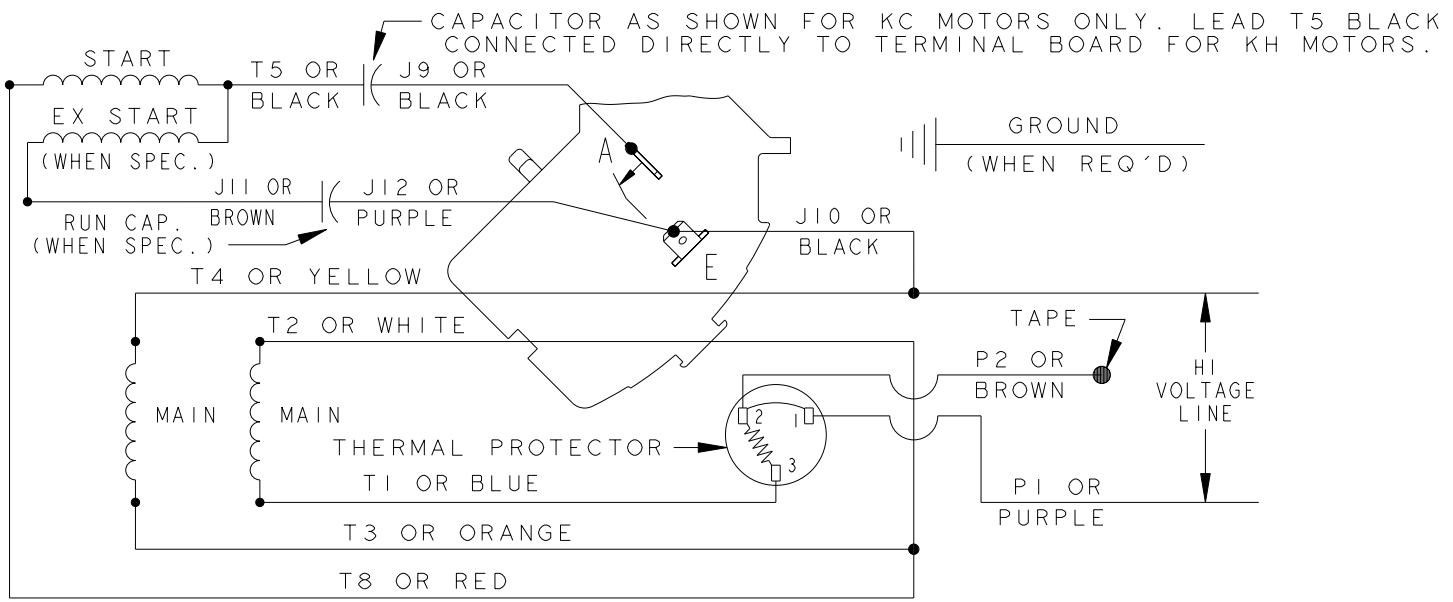 CAPACITOR AS SHOWN FOR KC MOTORS ONLY. LEAD T5 BLACK
CONNECTED DIRECTLY TO TERMINAL BOARD FOR KH MOTORS.
START
T5 OR
BLACK
J9 OR
BLACK
EX START
(WHEN SPEC.)
GROUND
(WHEN REQ'D)
A
J11 OR
BROWN
J12 OR
PURPLE
RUN CAP.
(WHEN SPEC.)
J10 OR
BLACK
E
T4 OR YELLOW
T2 OR WHITE
TAPE
P2 OR
BROWN
HI
VOLTAGE
LINE
MAIN
MAIN
2
1
THERMAL PROTECTOR
3
T1 OR BLUE
P1 OR
PURPLE
T3 OR ORANGE
T8 OR RED